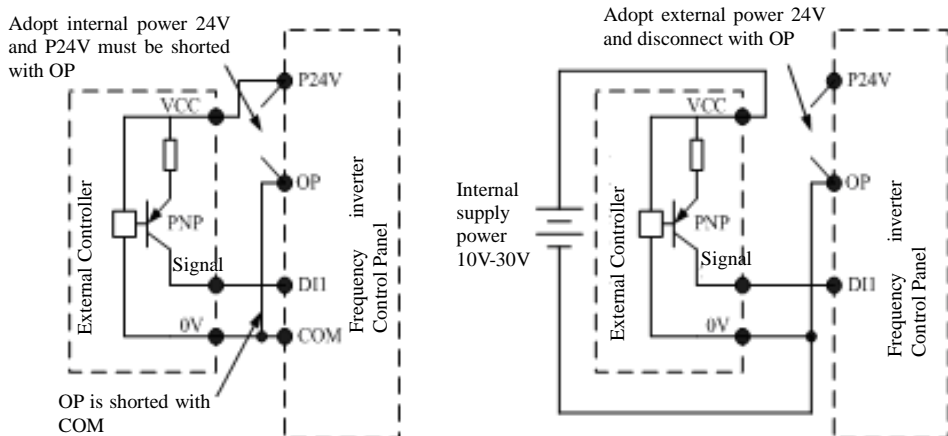 Adopt internal power 24V
and P24V must be shorted
with OP
P24V
VCC
OP
External Controller
PNP
Signal
DI1
0V
COM
Frequency inverter
Control Panel
OP is shorted with
COM
Adopt external power 24V
and disconnect with OP
P24V
VCC
OP
Internal
supply
power
10V-30V
External Controller
PNP
Signal
DI1
0V
Frequency inverter
Control Panel